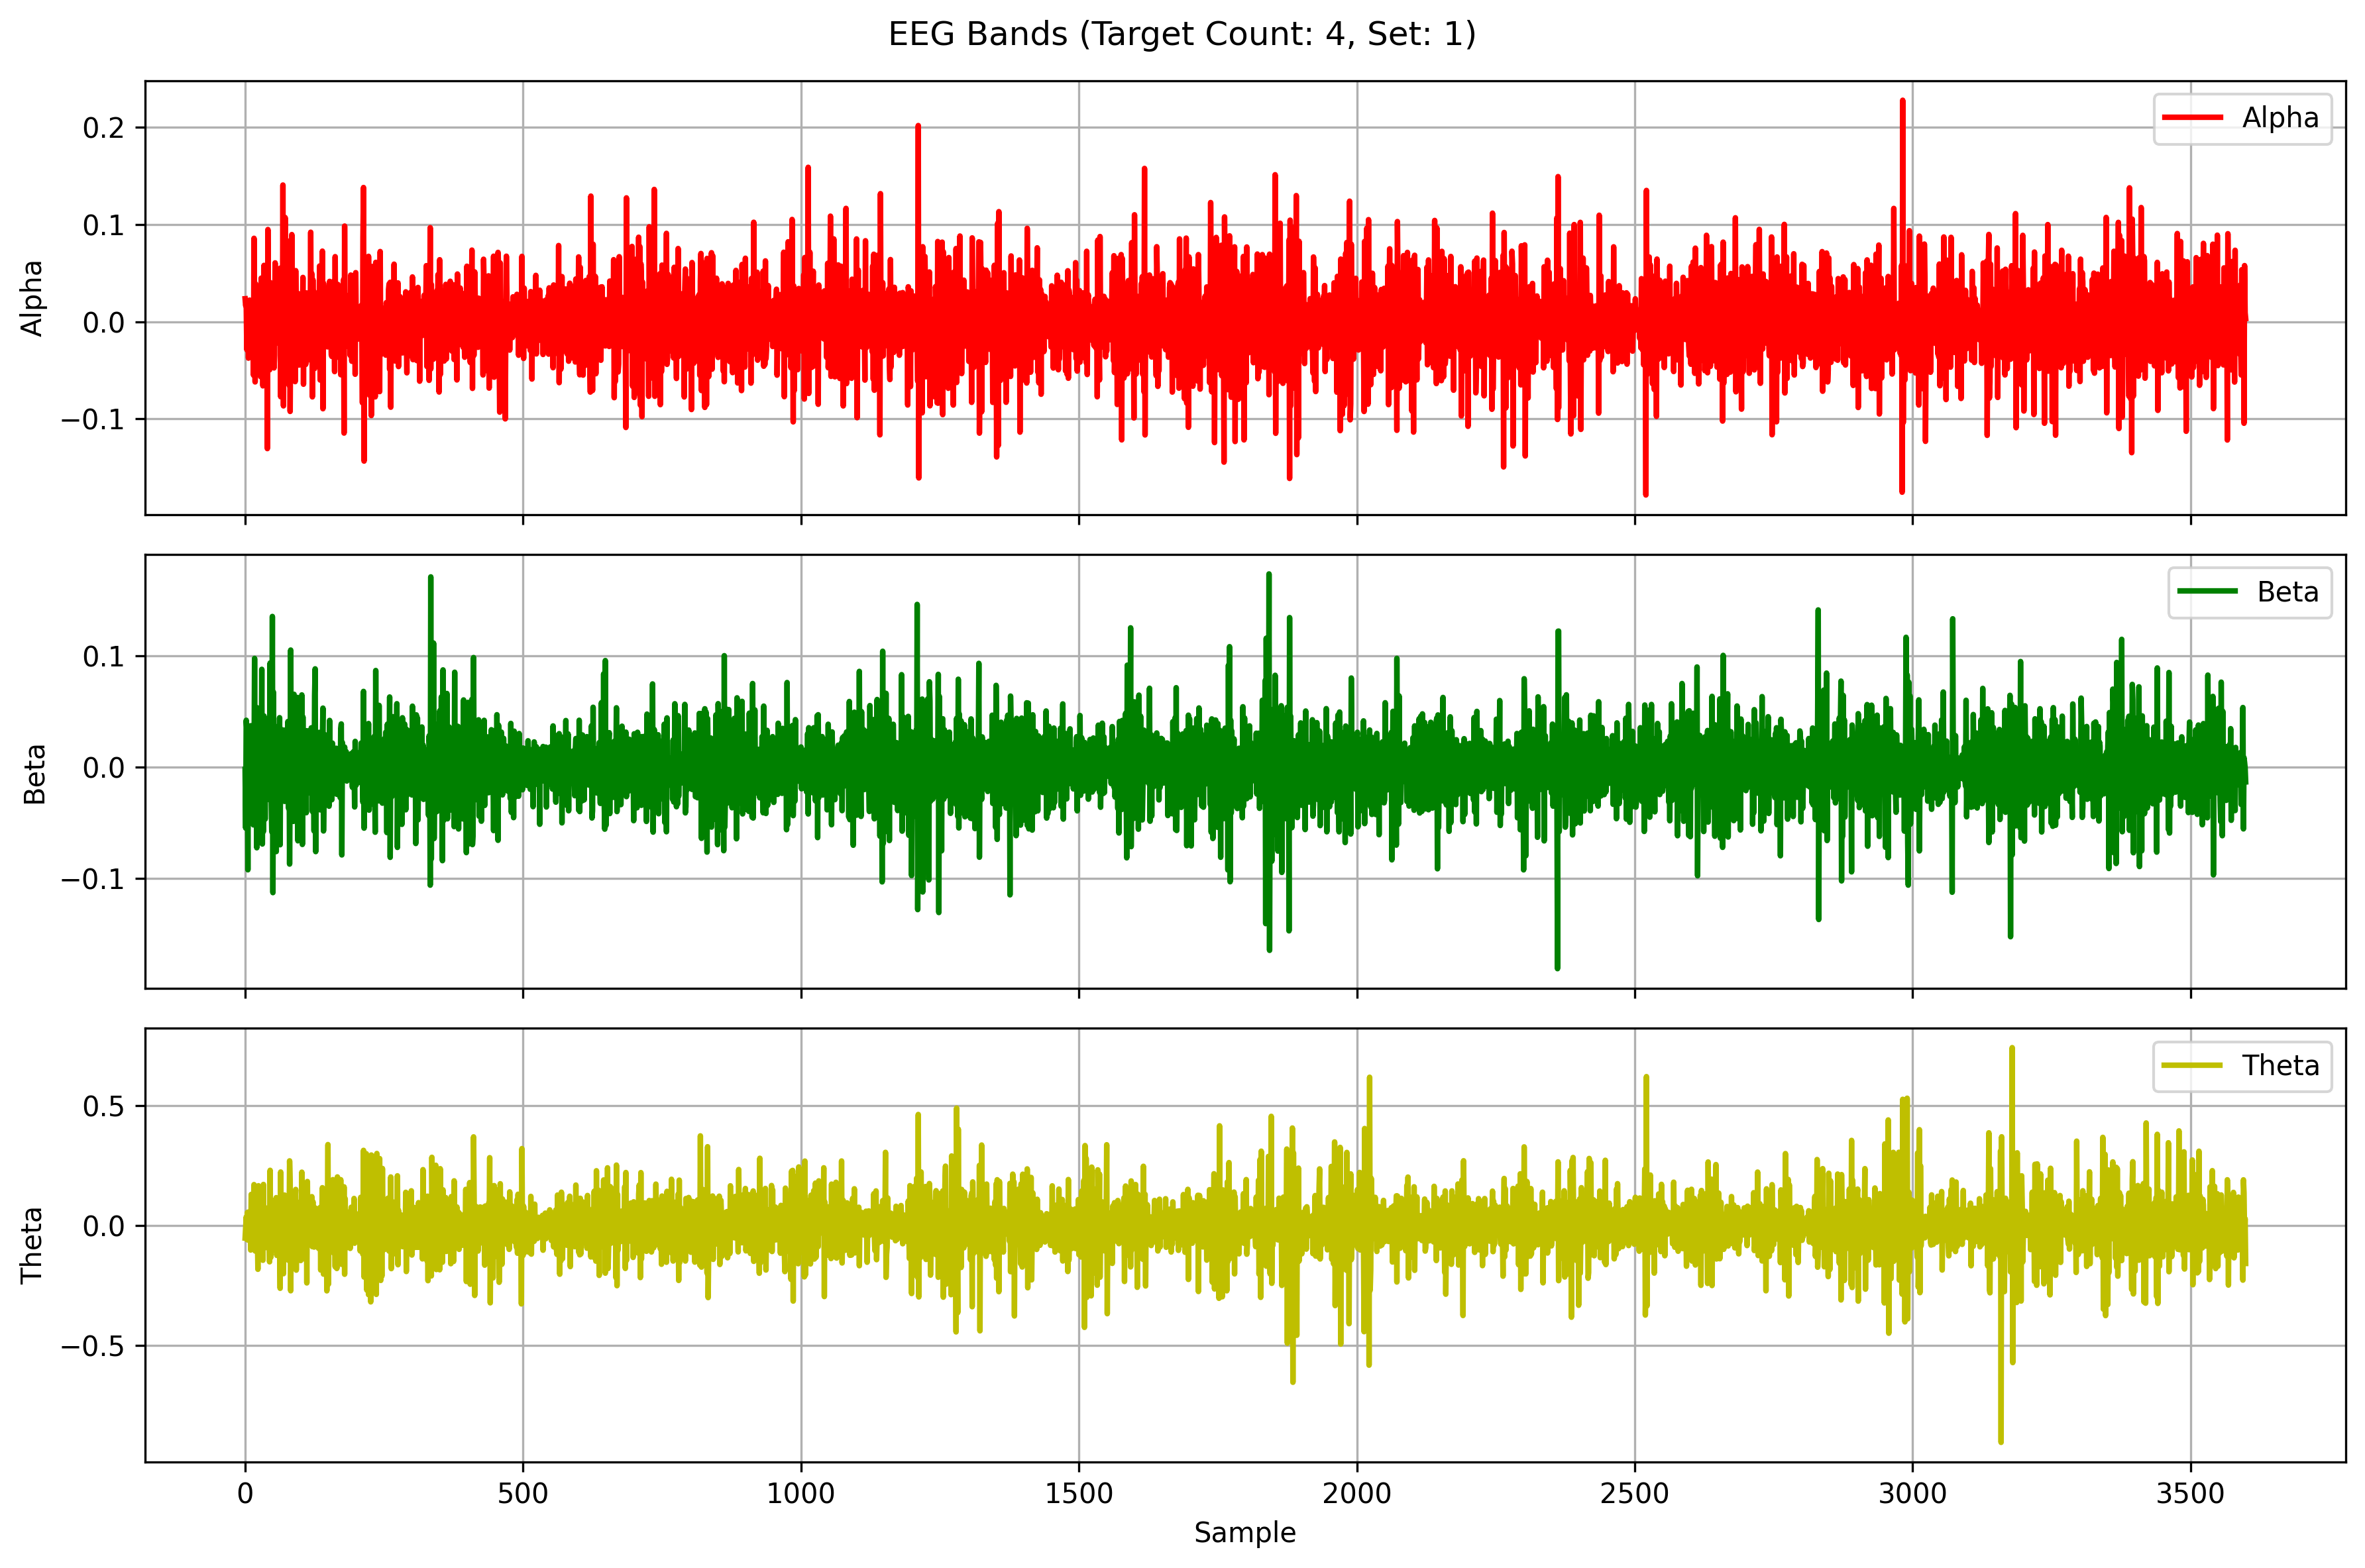 EEG Bands (Target Count: 4, Set: 1)
Alpha
0.2
0.1
0.0
−0.1
Alpha
Beta
0.1
0.0
−0.1
Beta
Theta
0.5
0.0
−0.5
Theta
0 500 1000 1500 2000 2500 3000 3500
Sample